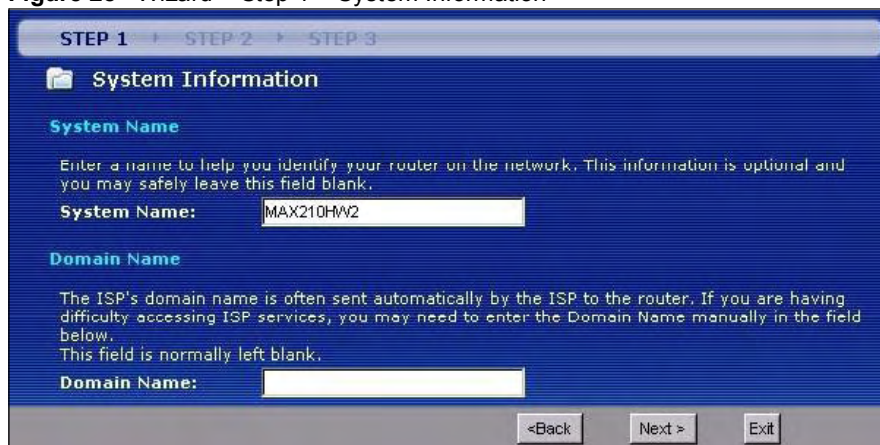 STEP 1 STEP 2 STEP 3
System Information
System Name
Enter a name to help you identify your router on the network. This information is optional and
you may safely leave this field blank.
System Name: MAX210HW2
Domain Name
The ISP's domain name is often sent automatically by the ISP to the router. If you are having
difficulty accessing ISP services, you may need to enter the Domain Name manually in the field
below.
This field is normally left blank.
Domain Name:
<Back Next > Exit